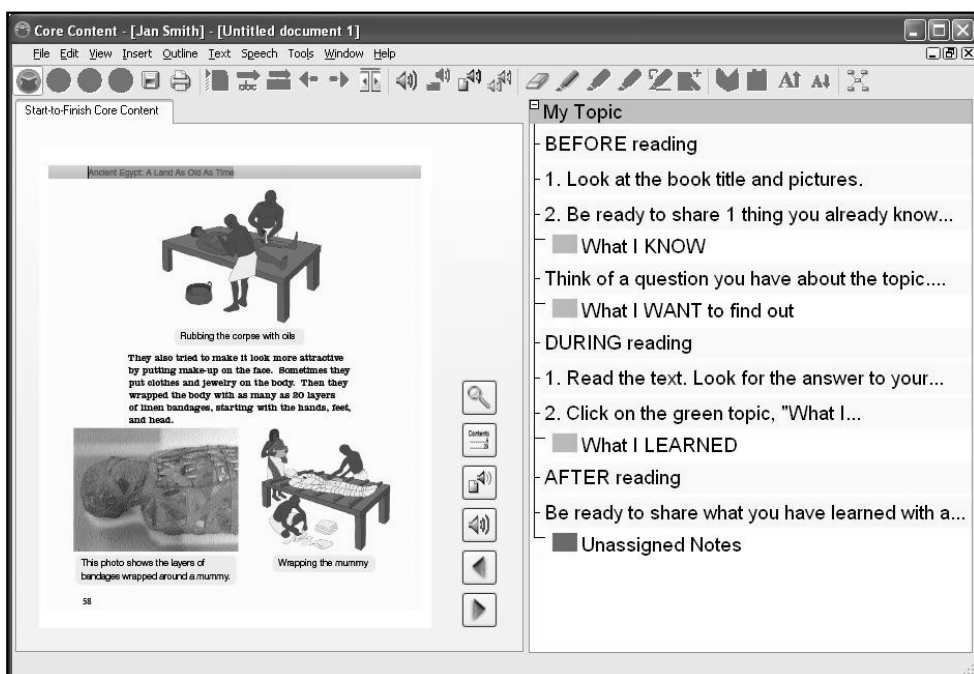 Core Content - [Jan Smith] - [Untitled document 1]
File Edit View Insert Outline Text Speech Tools Window Help
Start-to-Finish Core Content
Ancient Egypt: A Land As Old As Time
Rubbing the corpse with oils
They also tried to make it look more attractive
by putting make-up on the face. Sometimes they
put clothes and jewelry on the body. Then they
wrapped the body with as many as 20 layers
of linen bandages, starting with the hands, feet,
and head.
This photo shows the layers of
bandages wrapped around a mummy.
Wrapping the mummy
58
Contents
My Topic
BEFORE reading
1. Look at the book title and pictures.
2. Be ready to share 1 thing you already know...
What I KNOW
Think of a question you have about the topic....
What I WANT to find out
DURING reading
1. Read the text. Look for the answer to your...
2. Click on the green topic, "What I...
What I LEARNED
AFTER reading
Be ready to share what you have learned with a...
Unassigned Notes